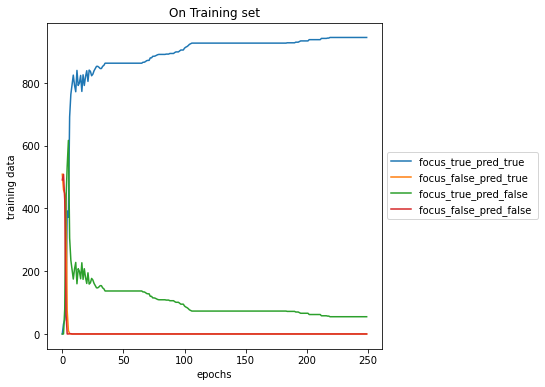 On Training set
training data
800
600
400
200
0
0 50 100 150 200 250
epochs
focus_true_pred_true
focus_false_pred_true
focus_true_pred_false
focus_false_pred_false